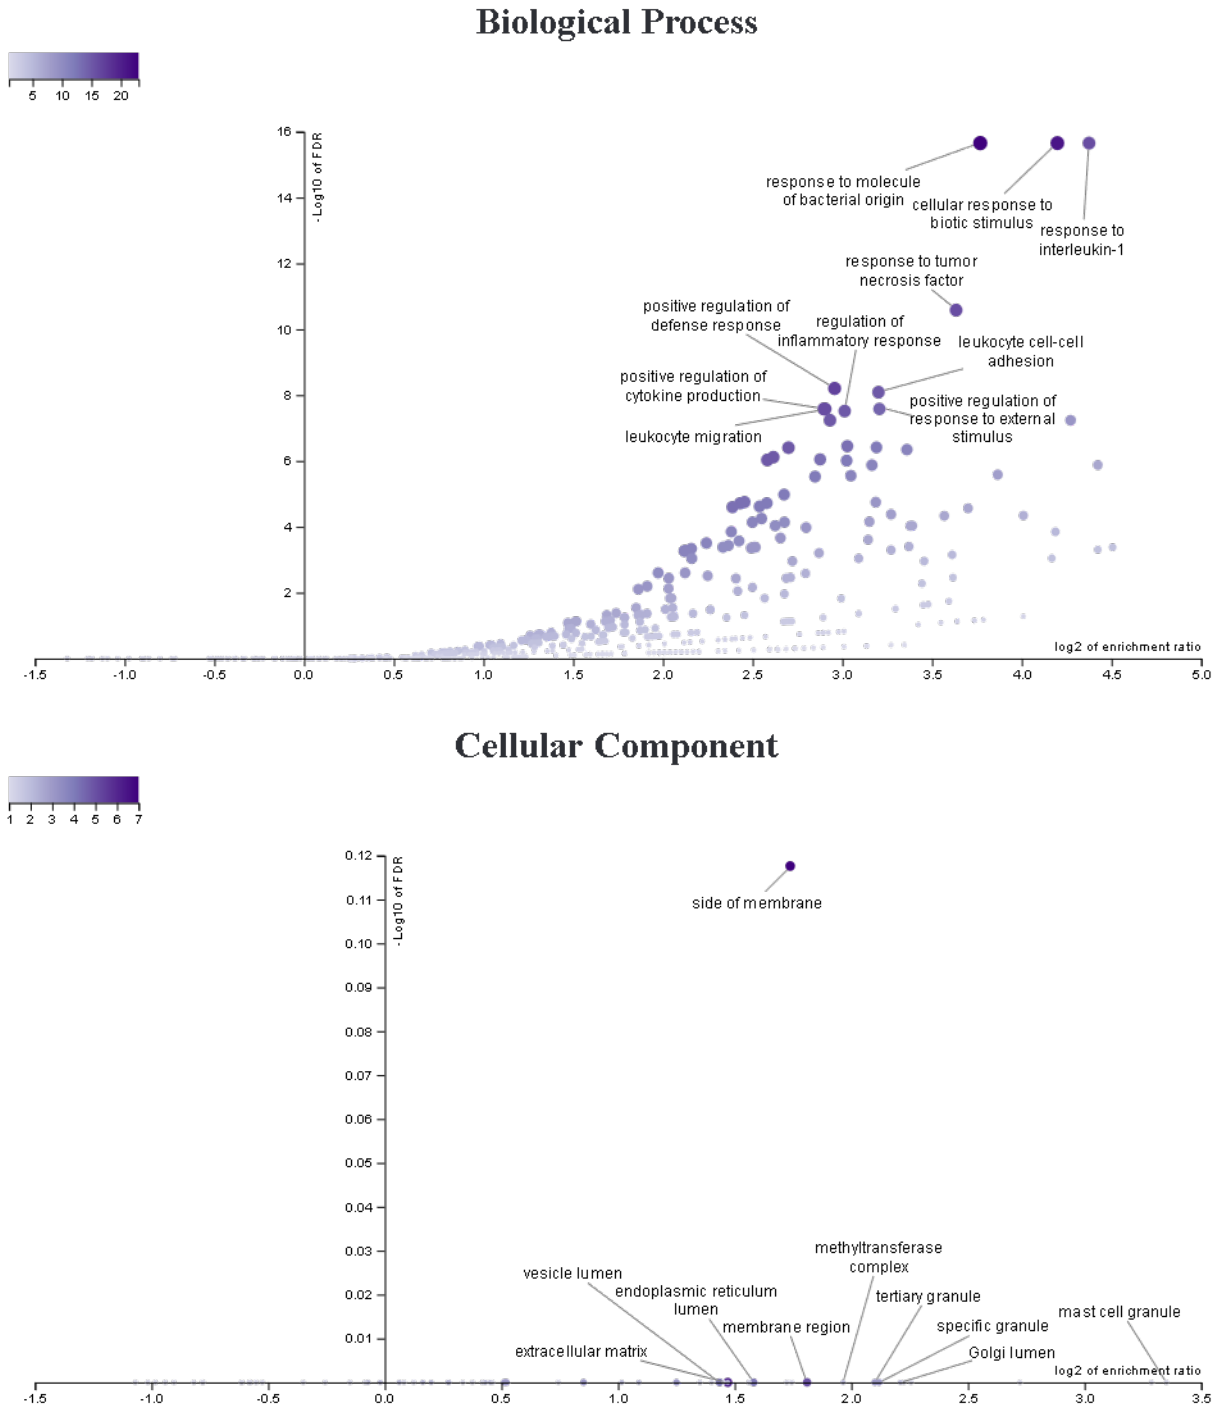 Biological Process
5 10 15 20
16
-Log10 of FDR
response to molecule
of bacterial origin
14
cellular response to
biotic stimulus
response to
interleukin-1
12
response to tumor
necrosis factor
10
positive regulation of
defense response
regulation of
inflammatory response
leukocyte cell-cell
adhesion
8
positive regulation of
cytokine production
positive regulation of
response to external
stimulus
leukocyte migration
6
4
2
log2 of enrichment ratio
-1.5 -1.0 -0.5 0.0 0.5 1.0 1.5 2.0 2.5 3.0 3.5 4.0 4.5 5.0
Cellular Component
1 2 3 4 5 6 7
0.12
-Log10 of FDR
side of membrane
0.11
0.10
0.09
0.08
0.07
0.06
0.05
0.04
0.03
methyltransferase
complex
vesicle lumen
endoplasmic reticulum
lumen
0.02
tertiary granule
mast cell granule
membrane region
specific granule
0.01
extracellular matrix
Golgi lumen
log2 of enrichment ratio
-1.5 -1.0 -0.5 0.0 0.5 1.0 1.5 2.0 2.5 3.0 3.5